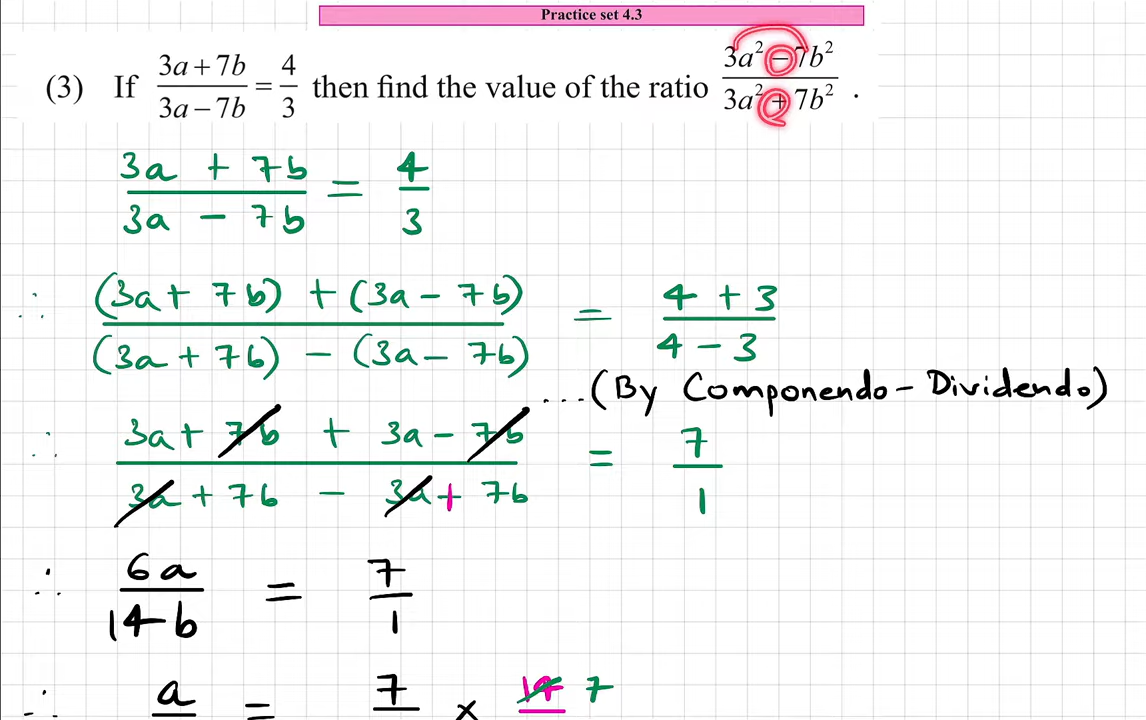 Practice set 4.3
(3) If (3a+7b)/(3a−7b) = 4/3 then find the value of the ratio (3a²−7b²)/(3a²+7b²) .
(3a + 7b)/(3a − 7b) = 4/3
∴ ((3a + 7b) + (3a − 7b))/((3a + 7b) − (3a − 7b)) = (4 + 3)/(4 − 3)
...(By Componendo - Dividendo)
∴ (3a + 7b + 3a − 7b)/(3a + 7b − 3a + 7b) = 7/1
∴ 6a/14b = 7/1
∴ a = 7 × 14 7